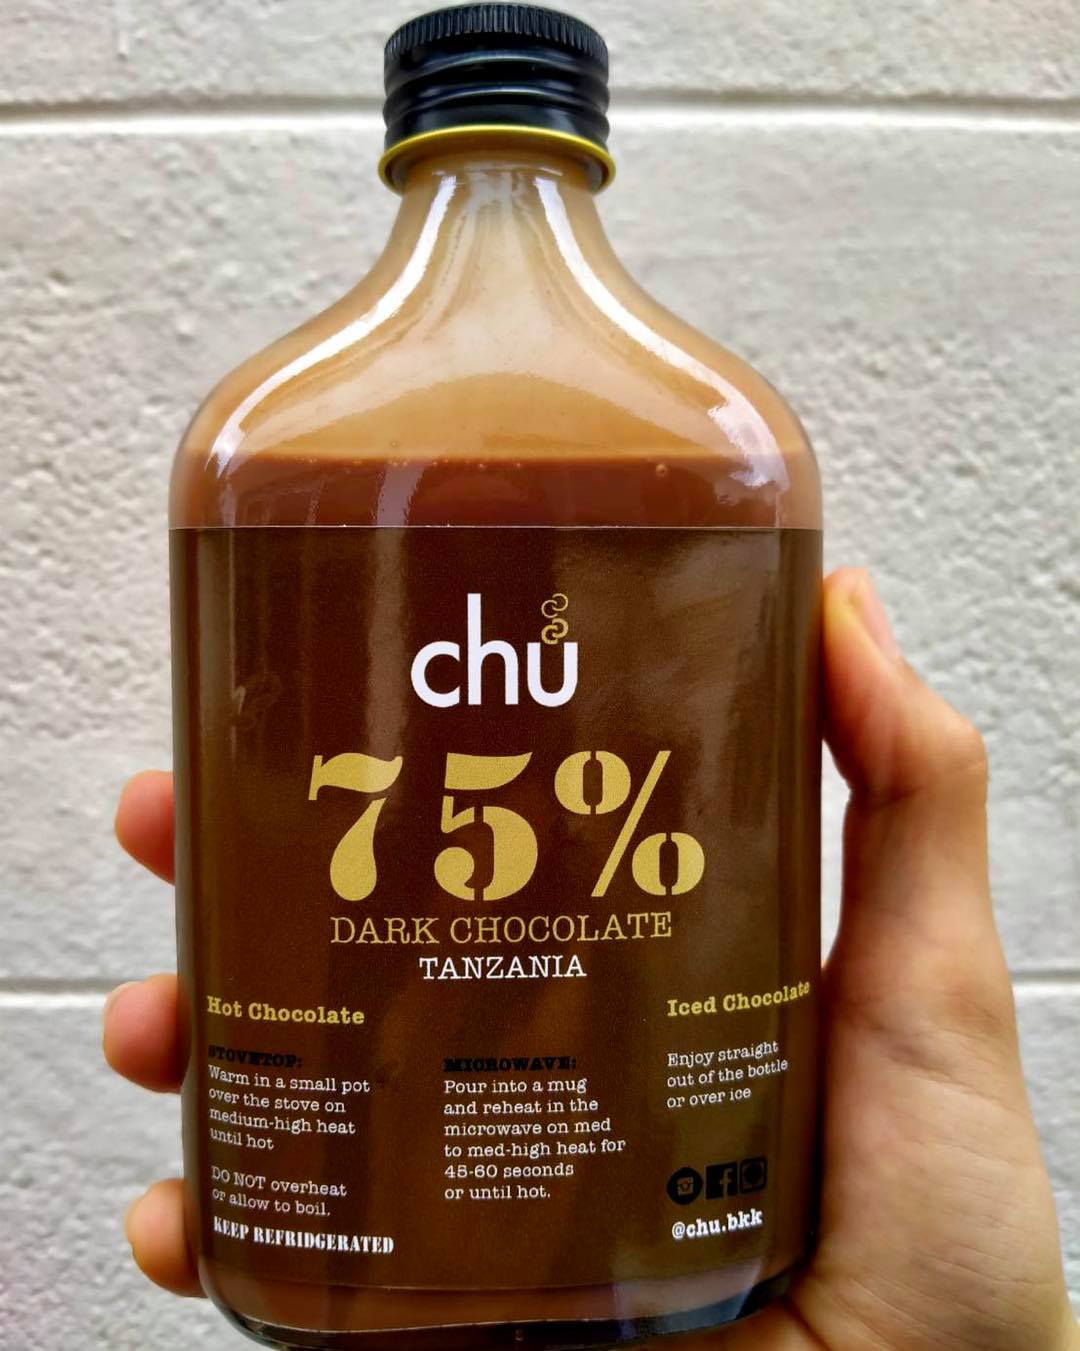 chu
75%
DARK CHOCOLATE
TANZANIA
Hot Chocolate
STOVETOP:
Warm in a small pot
over the stove on
medium-high heat
until hot
DO NOT overheat
or allow to boil.
KEEP REFRIDGERATED
MICROWAVE:
Pour into a mug
and reheat in the
microwave on med
to med-high heat for
45-60 seconds
or until hot.
Iced Chocolate
Enjoy straight
out of the bottle
or over ice
@chu.bkk